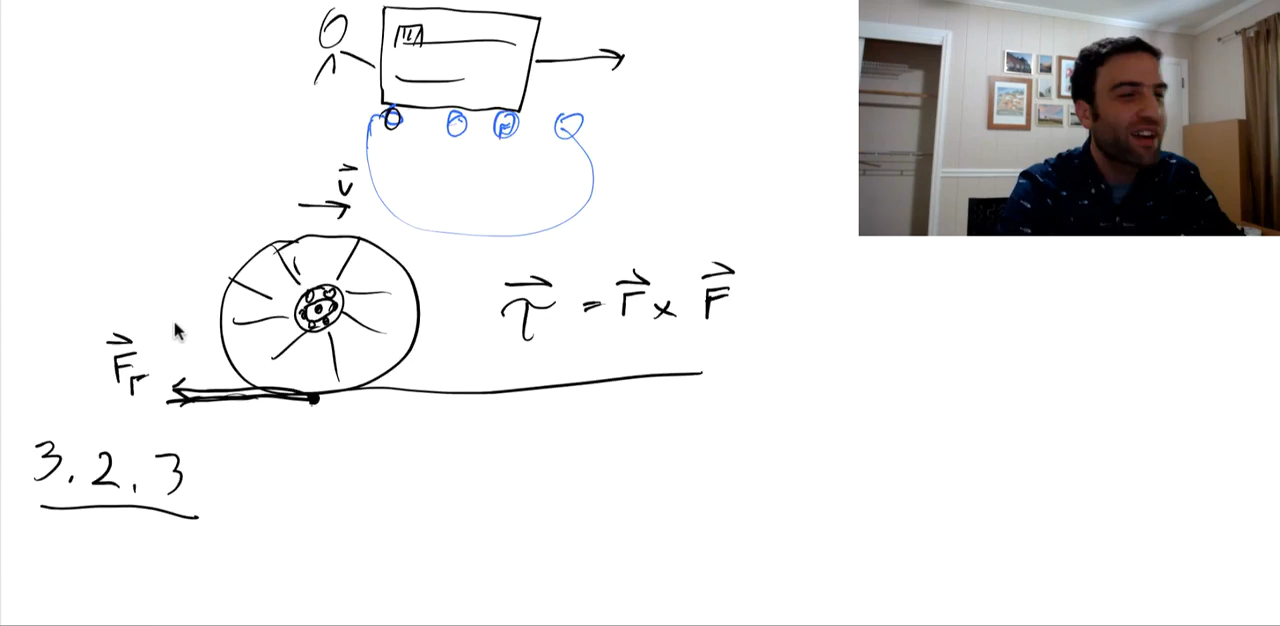 v⃗
τ⃗ = r⃗ × F⃗
F⃗ᵣ
3.2.3